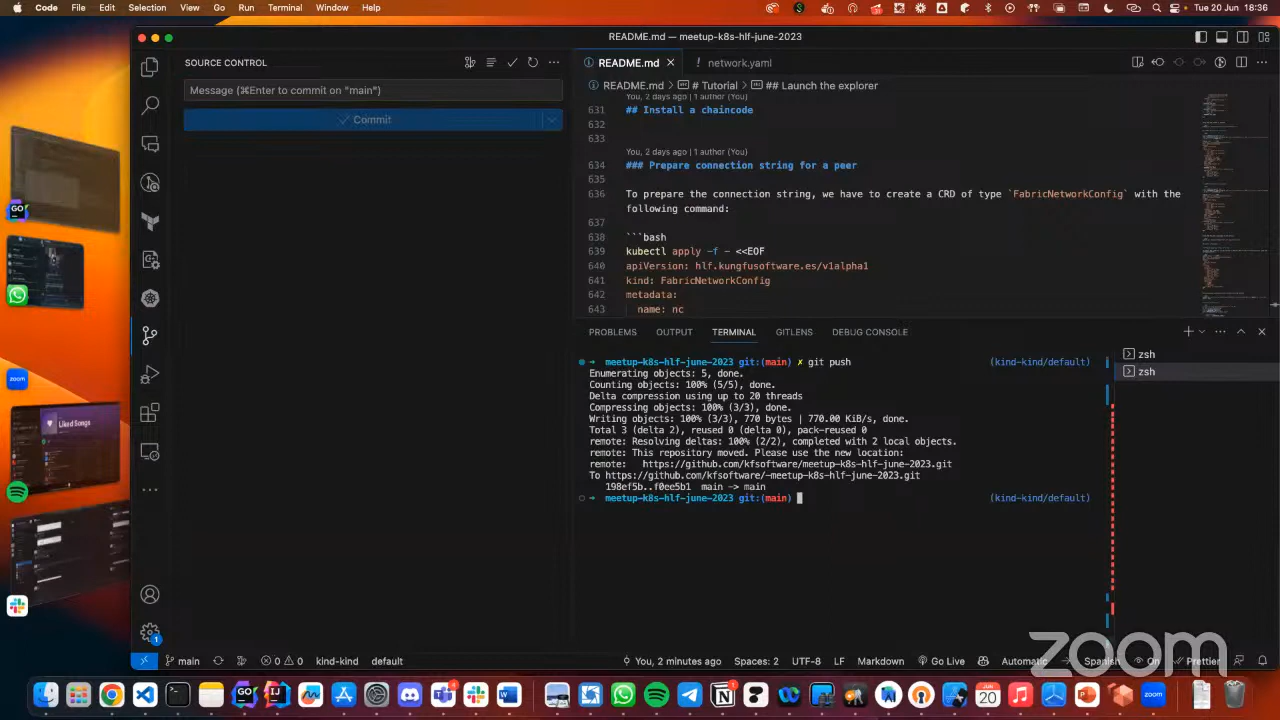 Code File Edit Selection View Go Run Terminal Window Help
Tue 20 Jun 18:36
README.md — meetup-k8s-hlf-june-2023
SOURCE CONTROL
Message (⌘Enter to commit on "main")
Commit
README.md
network.yaml
README.md > # Tutorial > ## Launch the explorer
You, 2 days ago | 1 author (You)
631 ## Install a chaincode
632
633
You, 2 days ago | 1 author (You)
634 ### Prepare connection string for a peer
635
636 To prepare the connection string, we have to create a CRD of type `FabricNetworkConfig` with the
following command:
637
638 ```bash
639 kubectl apply -f - <<EOF
640 apiVersion: hlf.kungfusoftware.es/v1alpha1
641 kind: FabricNetworkConfig
642 metadata:
643 name: nc
PROBLEMS OUTPUT TERMINAL GITLENS DEBUG CONSOLE
zsh
zsh
→ meetup-k8s-hlf-june-2023 git:(main) ✗ git push (kind-kind/default)
Enumerating objects: 5, done.
Counting objects: 100% (5/5), done.
Delta compression using up to 20 threads
Compressing objects: 100% (3/3), done.
Writing objects: 100% (3/3), 770 bytes | 770.00 KiB/s, done.
Total 3 (delta 2), reused 0 (delta 0), pack-reused 0
remote: Resolving deltas: 100% (2/2), completed with 2 local objects.
remote: This repository moved. Please use the new location:
remote: https://github.com/kfsoftware/meetup-k8s-hlf-june-2023.git
To https://github.com/kfsoftware/-meetup-k8s-hlf-june-2023.git
198ef5b..f0ee5b1 main -> main
→ meetup-k8s-hlf-june-2023 git:(main) (kind-kind/default)
GO
zoom
Liked Songs
1
main
0 0
kind-kind
default
You, 2 minutes ago
Spaces: 2
UTF-8
LF
Markdown
Go Live
Automatic
Spanish
On
Prettier
zoom
GO
JUN
20
zoom